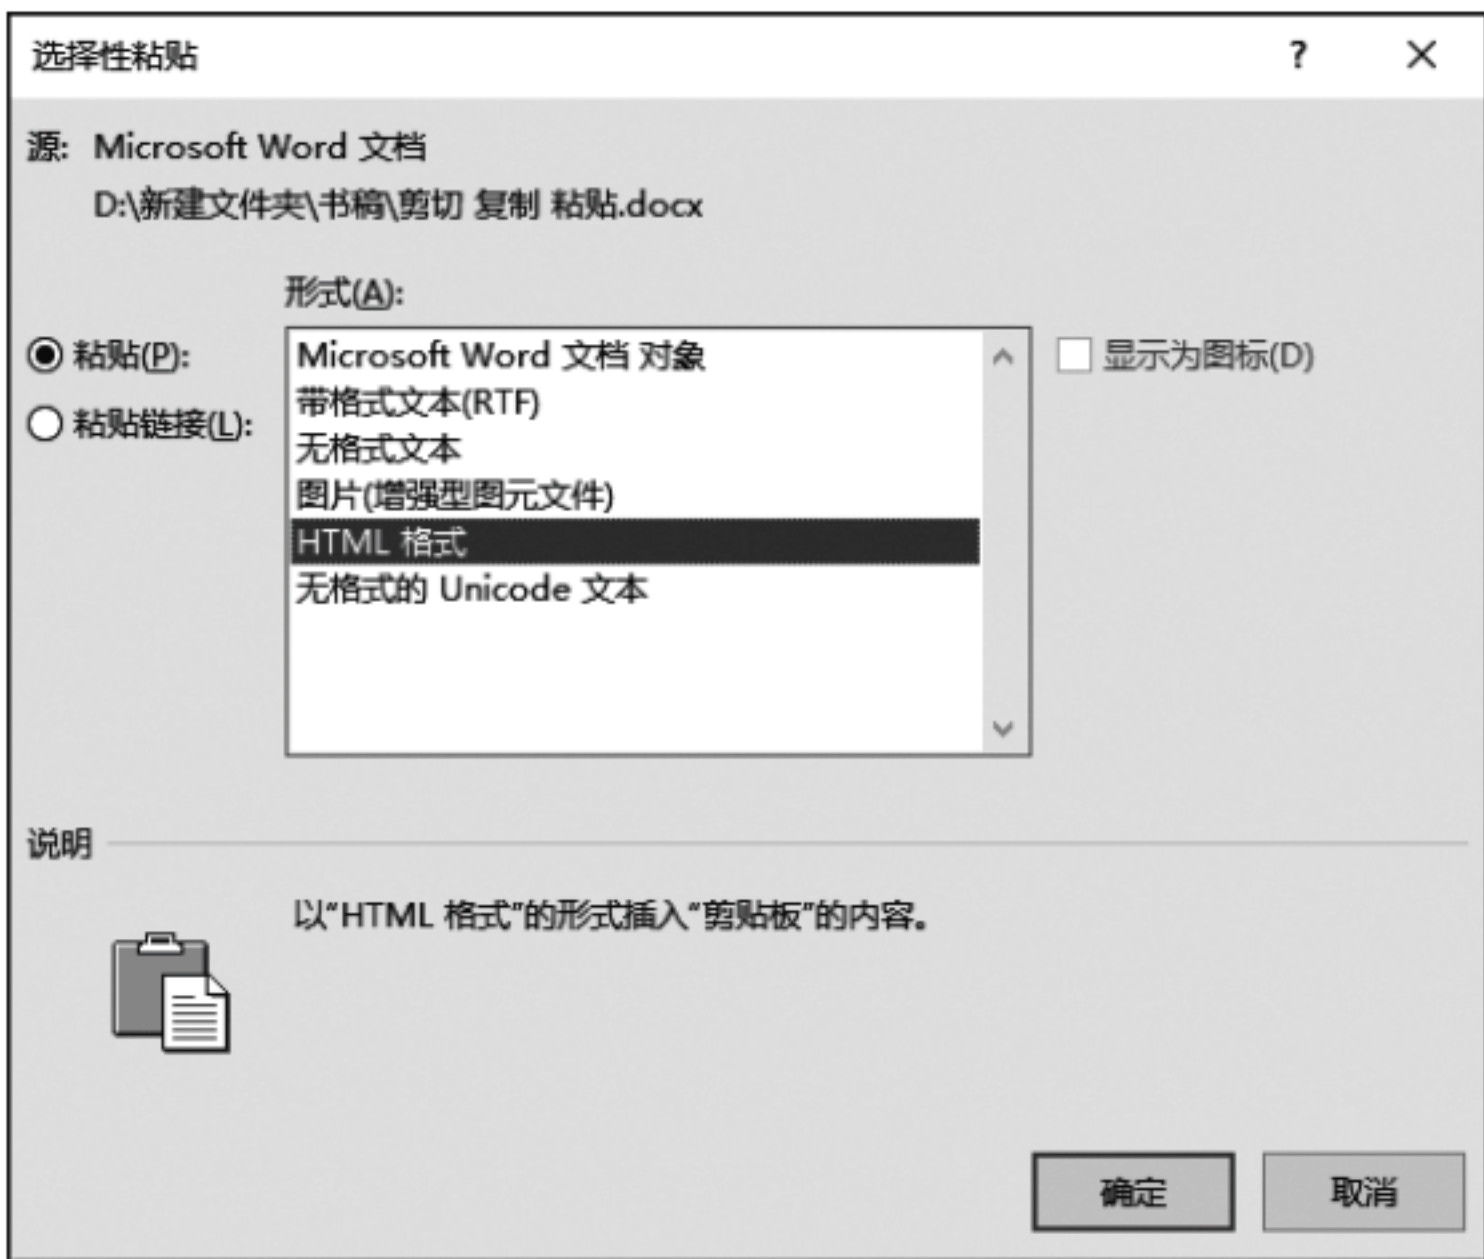 选择性粘贴 ?
源: Microsoft Word 文档
D:\新建文件夹\书稿\剪切 复制 粘贴.docx
形式(A):
粘贴(P):
粘贴链接(L):
Microsoft Word 文档 对象
带格式文本(RTF)
无格式文本
图片(增强型图元文件)
HTML 格式
无格式的 Unicode 文本
显示为图标(D)
说明
以“HTML 格式”的形式插入“剪贴板”的内容。
确定
取消